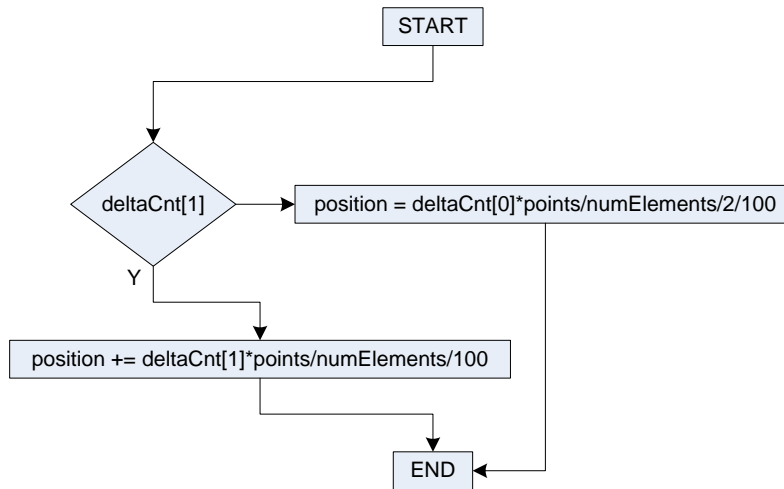 START
deltaCnt[1]
position = deltaCnt[0]*points/numElements/2/100
Y
position += deltaCnt[1]*points/numElements/100
END